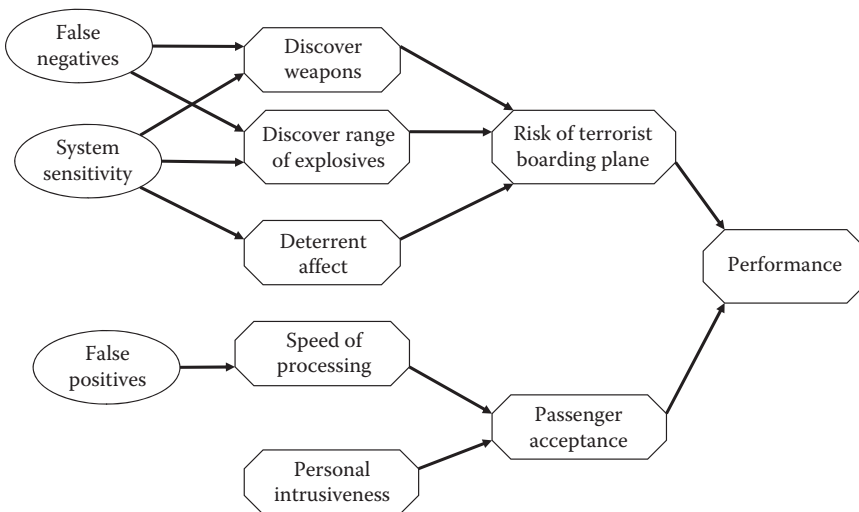 False
negatives
Discover
weapons
System
sensitivity
Discover range
of explosives
Risk of terrorist
boarding plane
Deterrent
affect
Performance
False
positives
Speed of
processing
Passenger
acceptance
Personal
intrusiveness